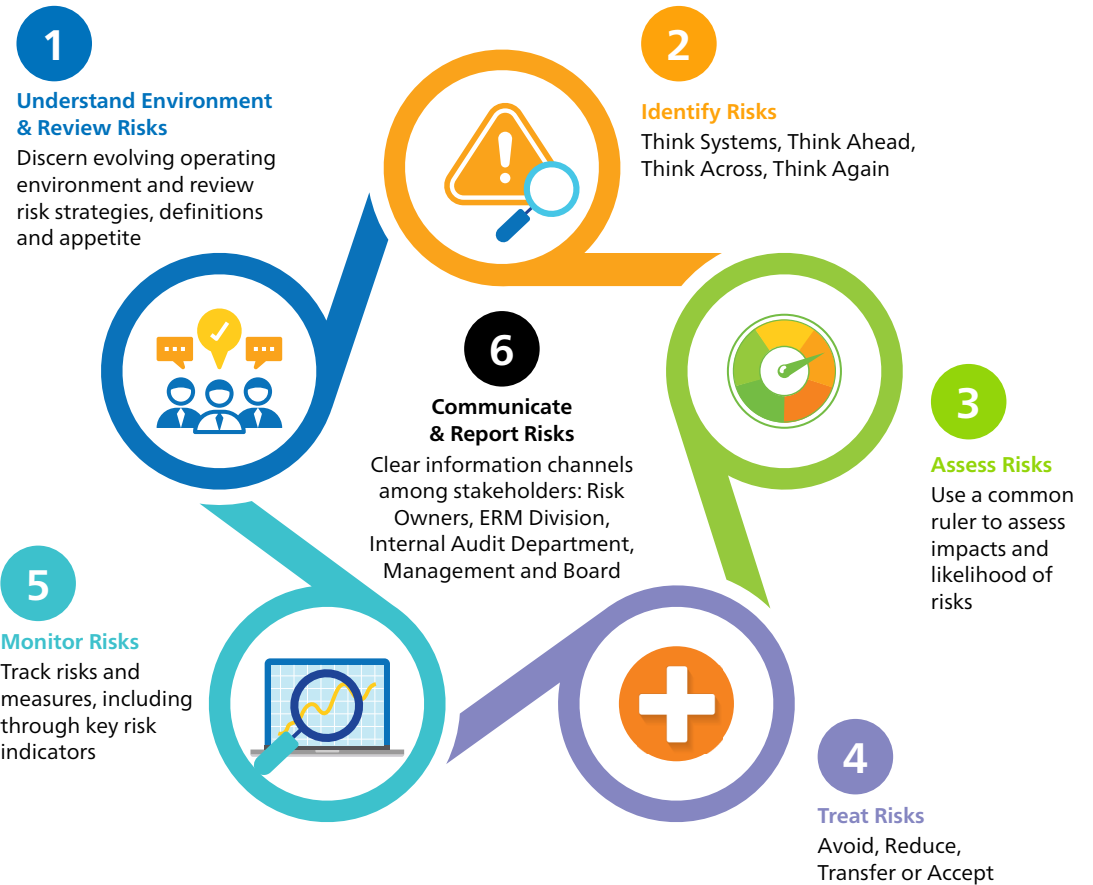 1
Understand Environment
& Review Risks
Discern evolving operating
environment and review
risk strategies, definitions
and appetite
2
Identify Risks
Think Systems, Think Ahead,
Think Across, Think Again
3
Assess Risks
Use a common
ruler to assess
impacts and
likelihood of
risks
4
Treat Risks
Avoid, Reduce,
Transfer or Accept
5
Monitor Risks
Track risks and
measures, including
through key risk
indicators
6
Communicate
& Report Risks
Clear information channels
among stakeholders: Risk
Owners, ERM Division,
Internal Audit Department,
Management and Board